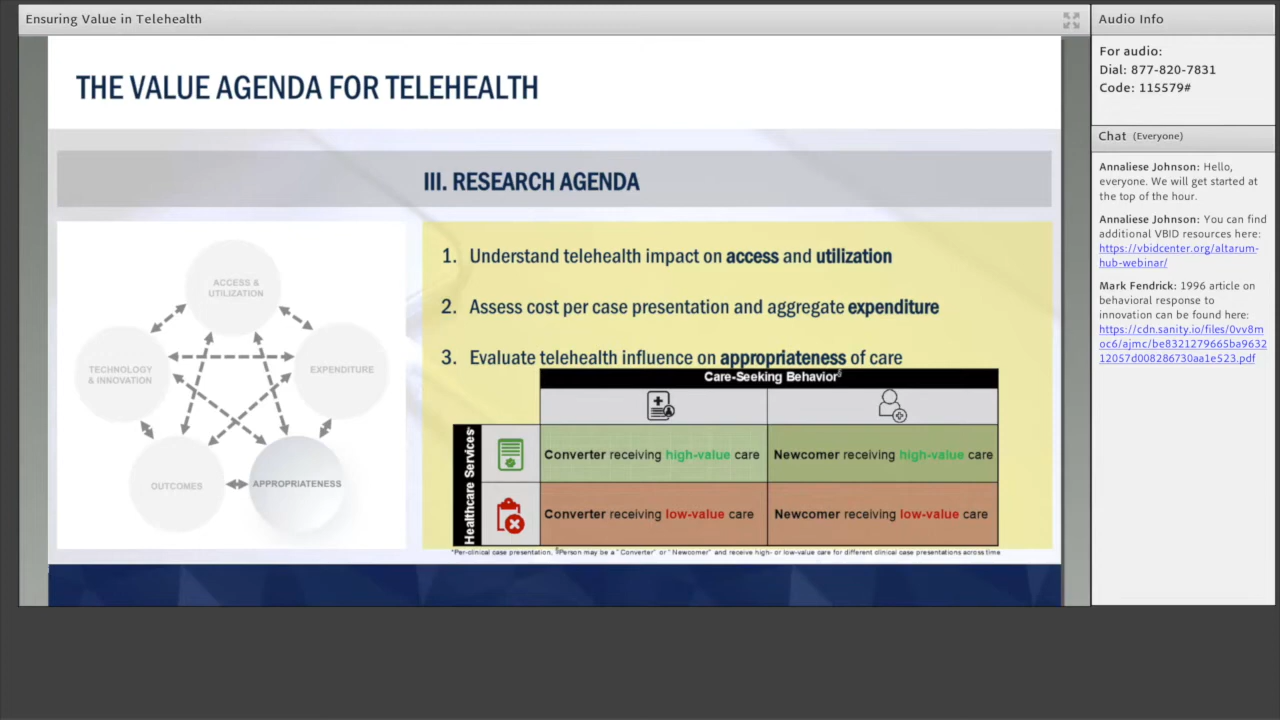 Ensuring Value in Telehealth
THE VALUE AGENDA FOR TELEHEALTH
III. RESEARCH AGENDA
ACCESS &
UTILIZATION
TECHNOLOGY
& INNOVATION
EXPENDITURE
OUTCOMES
APPROPRIATENESS
1. Understand telehealth impact on access and utilization
2. Assess cost per case presentation and aggregate expenditure
3. Evaluate telehealth influence on appropriateness of care
Care-Seeking Behavior§
Healthcare Services*
Converter receiving high-value care
Newcomer receiving high-value care
Converter receiving low-value care
Newcomer receiving low-value care
*Per-clinical case presentation, §Person may be a "Converter" or "Newcomer" and receive high- or low-value care for different clinical case presentations across time
Audio Info
For audio:
Dial: 877-820-7831
Code: 115579#
Chat (Everyone)
Annaliese Johnson: Hello,
everyone. We will get started at
the top of the hour.
Annaliese Johnson: You can find
additional VBID resources here:
https://vbidcenter.org/altarum-
hub-webinar/
Mark Fendrick: 1996 article on
behavioral response to
innovation can be found here:
https://cdn.sanity.io/files/0vv8m
oc6/ajmc/be8321279665ba9632
12057d008286730aa1e523.pdf